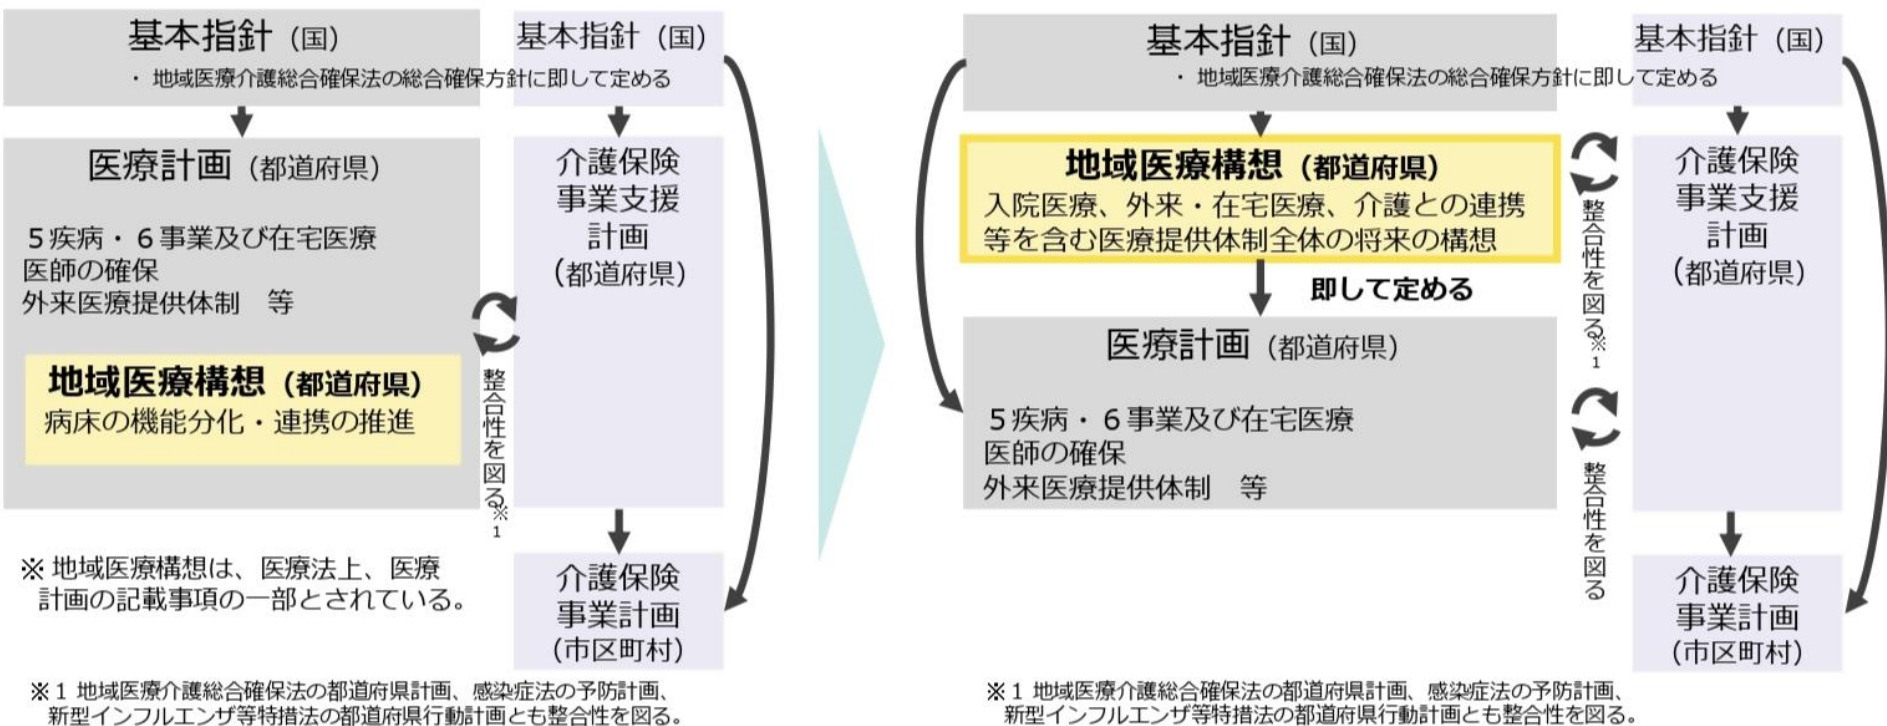 基本指針（国）
・ 地域医療介護総合確保法の総合確保方針に即して定める
基本指針（国）
医療計画（都道府県）
５疾病・６事業及び在宅医療
医師の確保
外来医療提供体制　等
地域医療構想（都道府県）
病床の機能分化・連携の推進
整合性を図る※1
介護保険
事業支援
計画
（都道府県）
介護保険
事業計画
（市区町村）
※ 地域医療構想は、医療法上、医療
計画の記載事項の一部とされている。
※１ 地域医療介護総合確保法の都道府県計画、感染症法の予防計画、
新型インフルエンザ等特措法の都道府県行動計画とも整合性を図る。
基本指針（国）
・ 地域医療介護総合確保法の総合確保方針に即して定める
基本指針（国）
地域医療構想（都道府県）
入院医療、外来・在宅医療、介護との連携
等を含む医療提供体制全体の将来の構想
即して定める
整合性を図る※1
医療計画（都道府県）
５疾病・６事業及び在宅医療
医師の確保
外来医療提供体制　等
整合性を図る
介護保険
事業支援
計画
（都道府県）
介護保険
事業計画
（市区町村）
※１ 地域医療介護総合確保法の都道府県計画、感染症法の予防計画、
新型インフルエンザ等特措法の都道府県行動計画とも整合性を図る。